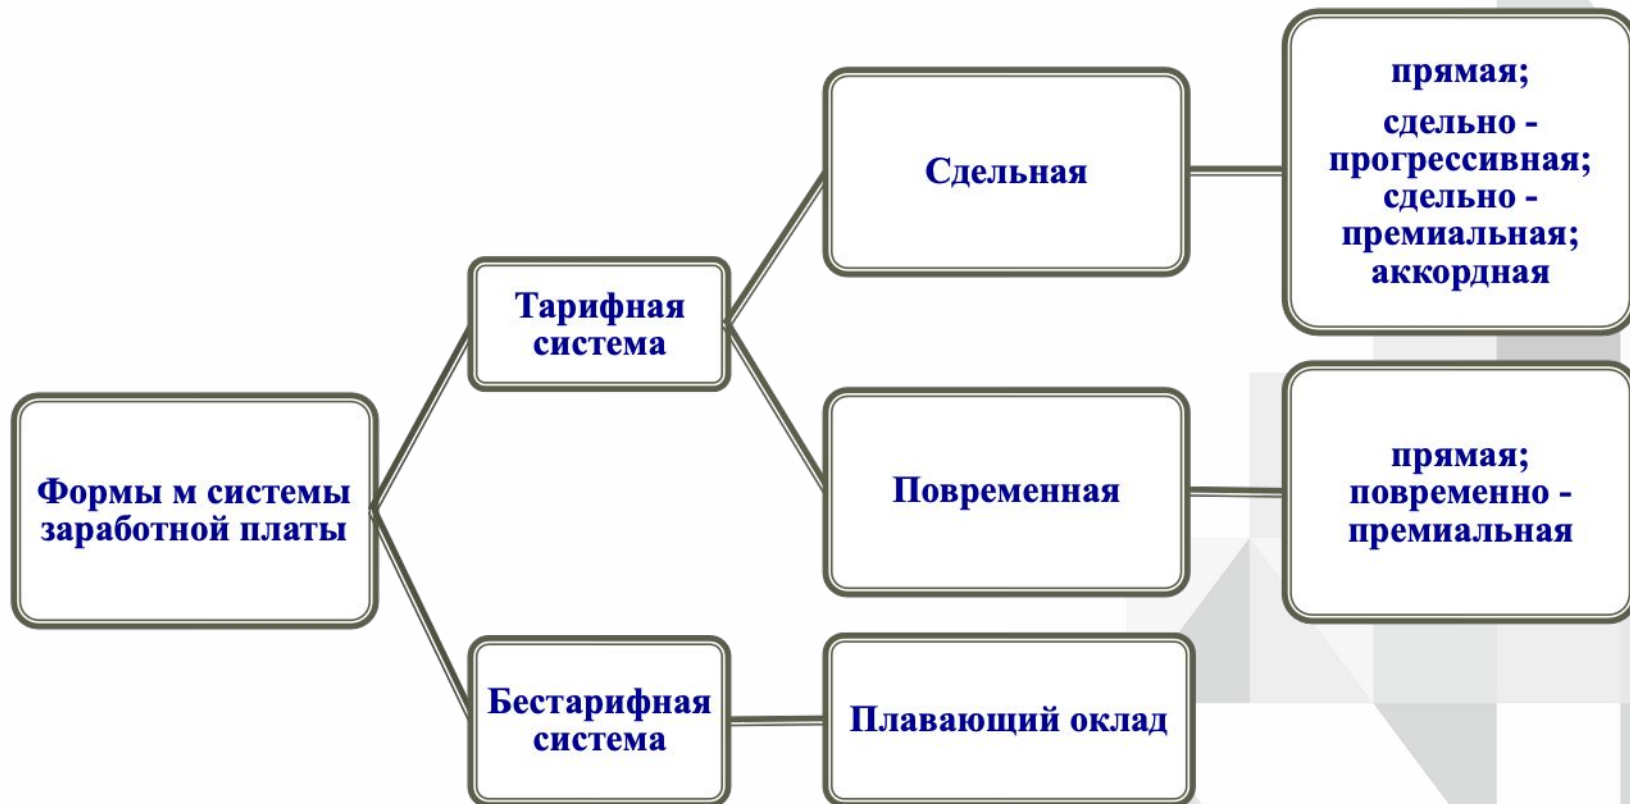 Формы м системы
заработной платы
Тарифная
система
Бестарифная
система
Сдельная
Повременная
Плавающий оклад
прямая;
сдельно -
прогрессивная;
сдельно -
премиальная;
аккордная
прямая;
повременно -
премиальная